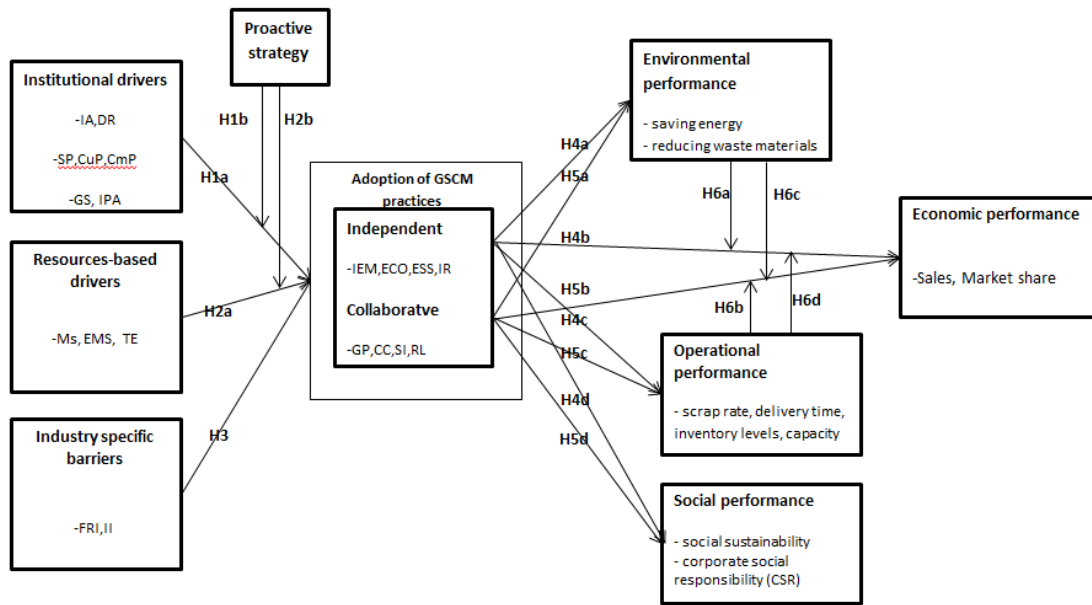 Proactive
strategy
Institutional drivers
-IA,DR
-SP,CuP,CmP
-GS, IPA
H1b
H2b
H1a
Resources-based
drivers
-Ms, EMS, TE
H2a
Industry specific
barriers
-FRI,II
H3
Adoption of GSCM
practices
Independent
-IEM,ECO,ESS,IR
Collaboratve
-GP,CC,SI,RL
H4a
H5a
H4b
H5b
H4c
H5c
H4d
H5d
Environmental
performance
- saving energy
- reducing waste materials
H6a
H6c
H6b
H6d
Operational
performance
- scrap rate, delivery time,
inventory levels, capacity
Social performance
- social sustainability
- corporate social
responsibility (CSR)
Economic performance
-Sales, Market share